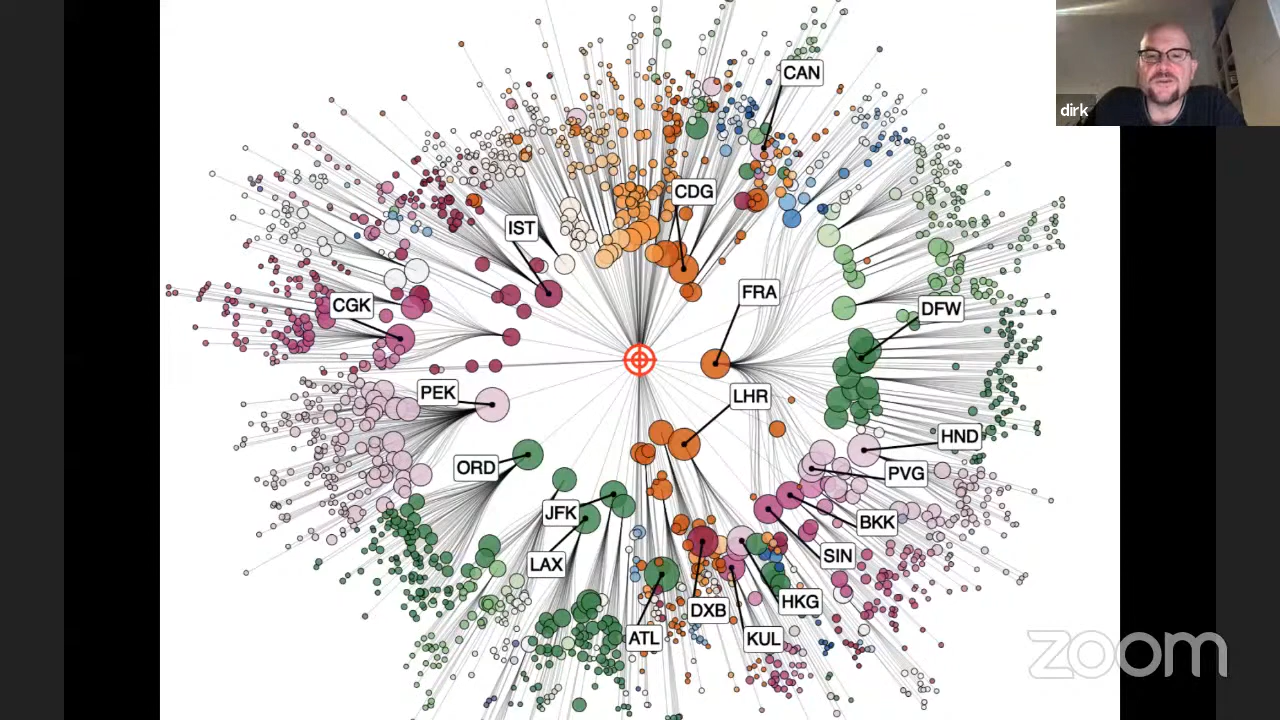 CAN
dirk
CDG
IST
FRA
CGK
DFW
PEK
LHR
HND
ORD
PVG
JFK
BKK
LAX
SIN
HKG
DXB
ATL
KUL
zoom